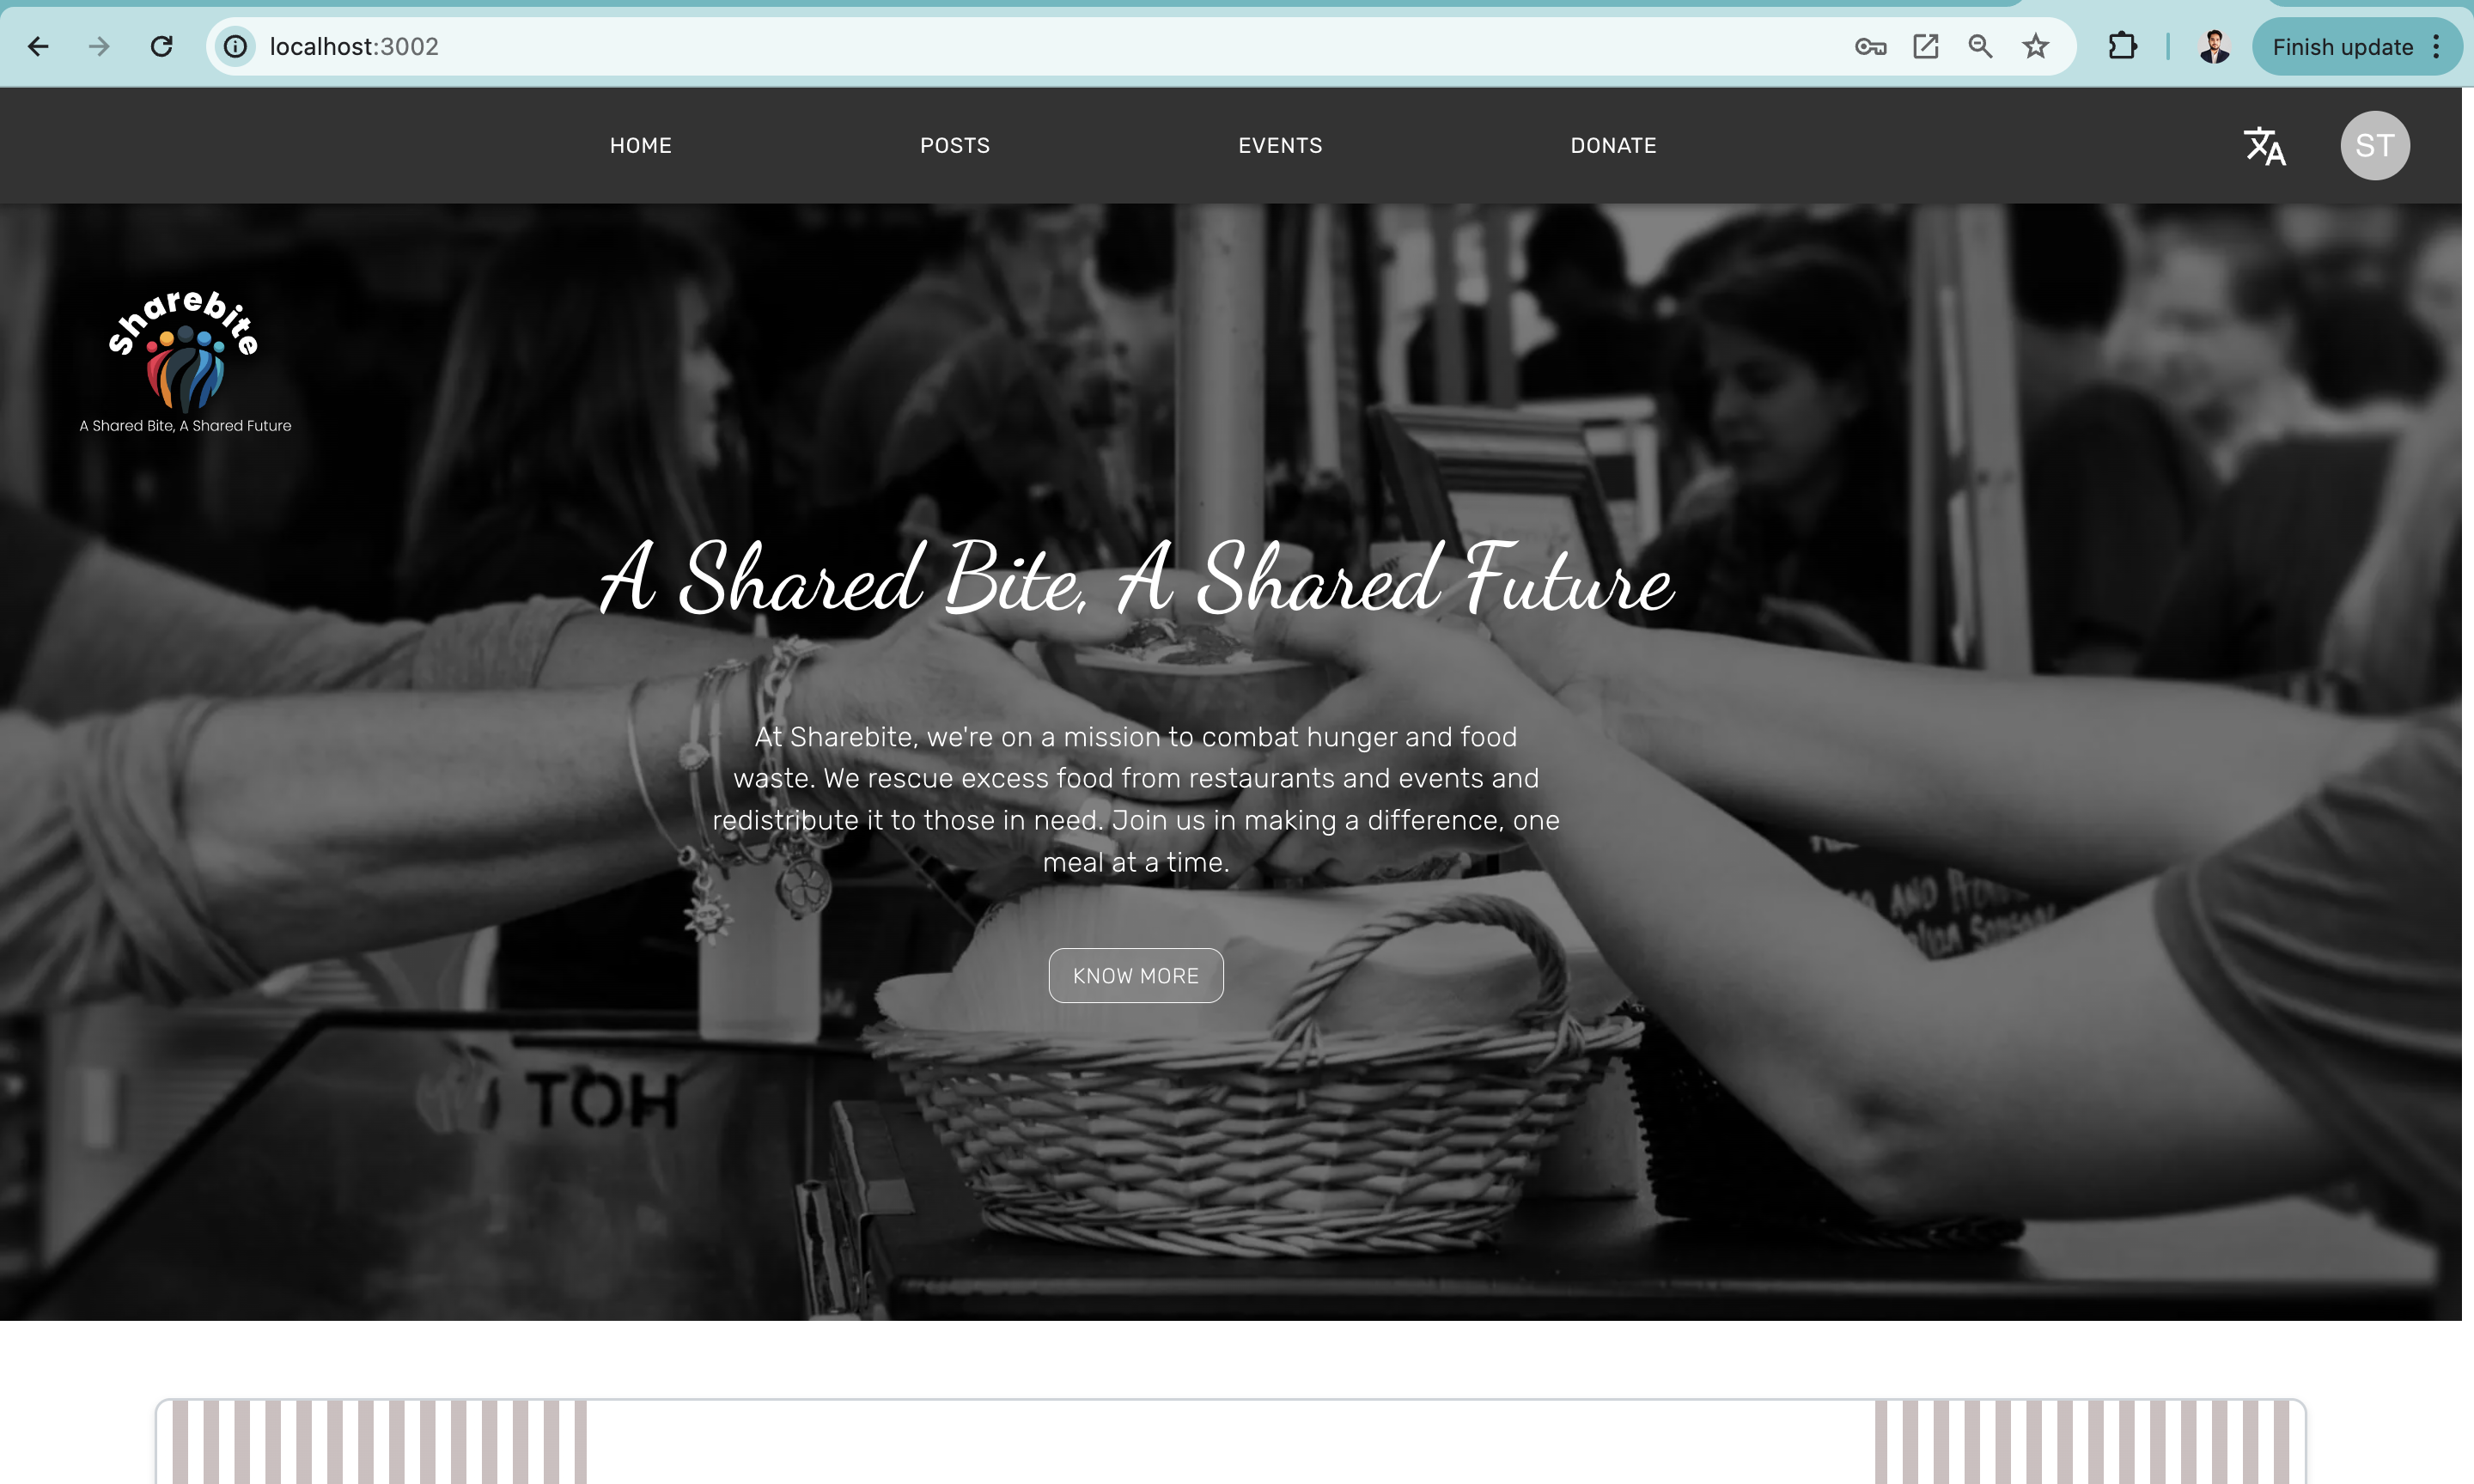 localhost:3002
Finish update
HOME
POSTS
EVENTS
DONATE
ST
sharebite
A Shared Bite, A Shared Future
A Shared Bite, A Shared Future
At Sharebite, we're on a mission to combat hunger and food
waste. We rescue excess food from restaurants and events and
redistribute it to those in need. Join us in making a difference, one
meal at a time.
KNOW MORE
AND
TOH